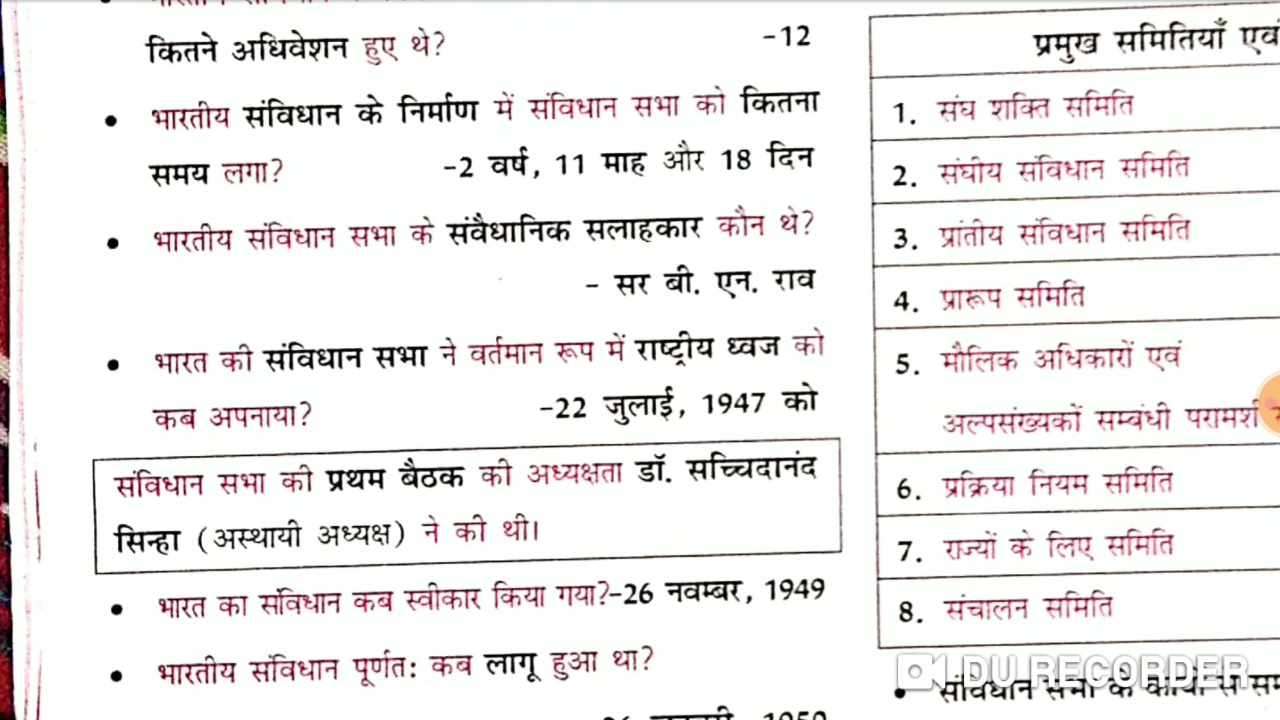 कितने अधिवेशन हुए थे? -12
• भारतीय संविधान के निर्माण में संविधान सभा को कितना
समय लगा? -2 वर्ष, 11 माह और 18 दिन
• भारतीय संविधान सभा के संवैधानिक सलाहकार कौन थे?
- सर बी. एन. राव
• भारत की संविधान सभा ने वर्तमान रूप में राष्ट्रीय ध्वज को
कब अपनाया? -22 जुलाई, 1947 को
संविधान सभा की प्रथम बैठक की अध्यक्षता डॉ. सच्चिदानंद
सिन्हा (अस्थायी अध्यक्ष) ने की थी।
• भारत का संविधान कब स्वीकार किया गया?-26 नवम्बर, 1949
• भारतीय संविधान पूर्णतः कब लागू हुआ था?
प्रमुख समितियाँ एवं
1. संघ शक्ति समिति
2. संघीय संविधान समिति
3. प्रांतीय संविधान समिति
4. प्रारूप समिति
5. मौलिक अधिकारों एवं
अल्पसंख्यकों सम्बंधी परामर्श
6. प्रक्रिया नियम समिति
7. राज्यों के लिए समिति
8. संचालन समिति
DU RECORDER
• संविधान सभा के कार्यों से